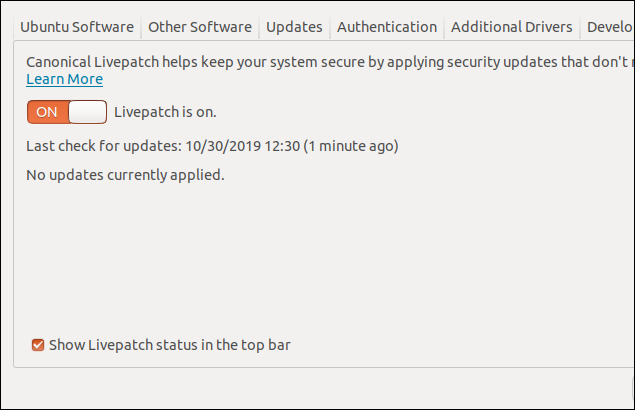 Ubuntu Software Other Software Updates Authentication Additional Drivers Develo
Canonical Livepatch helps keep your system secure by applying security updates that don't
Learn More
ON Livepatch is on.
Last check for updates: 10/30/2019 12:30 (1 minute ago)
No updates currently applied.
Show Livepatch status in the top bar